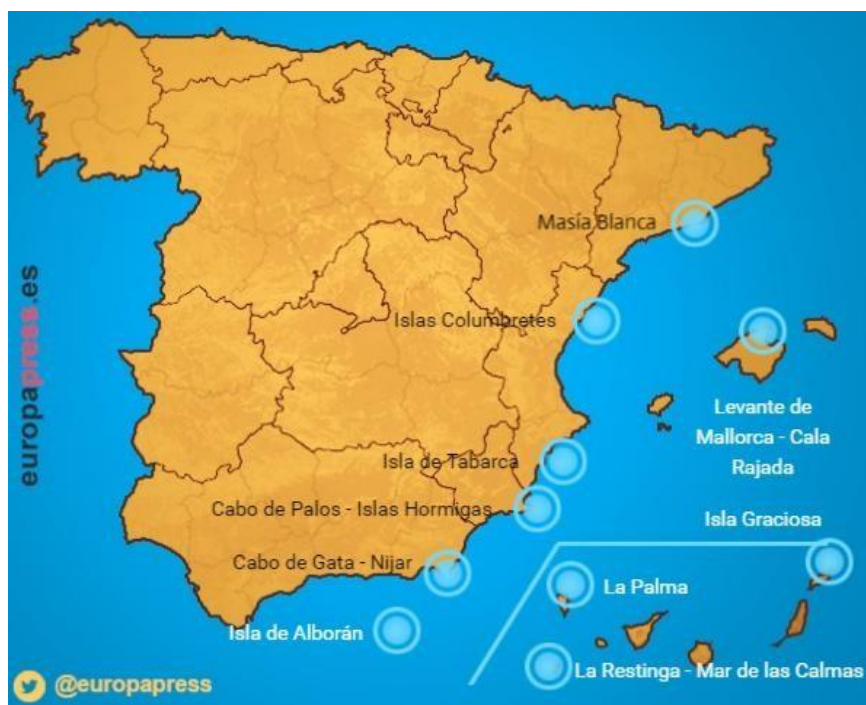 Masía Blanca
Islas Columbretes
Levante de
Mallorca - Cala
Rajada
Isla de Tabarca
Cabo de Palos - Islas Hormigas
Isla Graciosa
Cabo de Gata - Nijar
La Palma
Isla de Alborán
La Restinga - Mar de las Calmas
europapress.es
@europapress